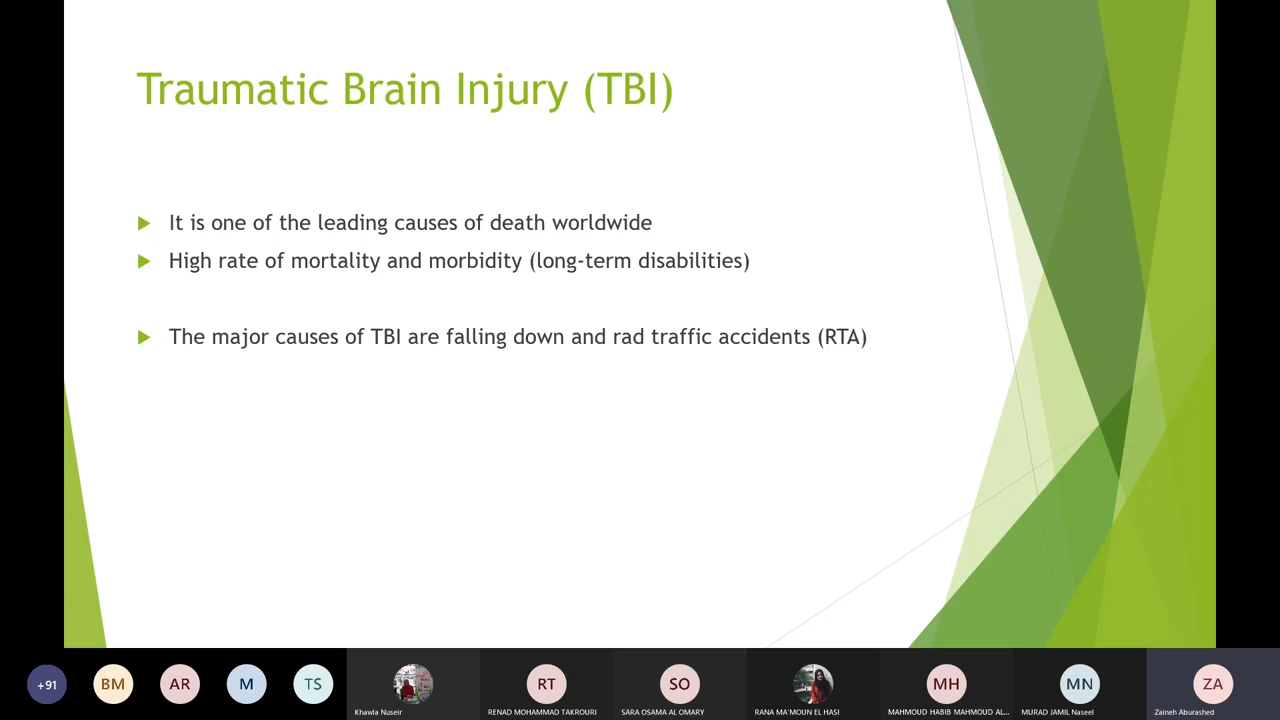 Traumatic Brain Injury (TBI)
It is one of the leading causes of death worldwide
High rate of mortality and morbidity (long-term disabilities)
The major causes of TBI are falling down and rad traffic accidents (RTA)
+91
BM
AR
M
TS
RT
SO
MH
MN
ZA
Khawla Nuseir
RENAD MOHAMMAD TAKROURI
SARA OSAMA AL OMARY
RANA MA'MOUN EL HASI
MAHMOUD HABIB MAHMOUD AL...
MURAD JAMIL Naseel
Zaineh Aburashed